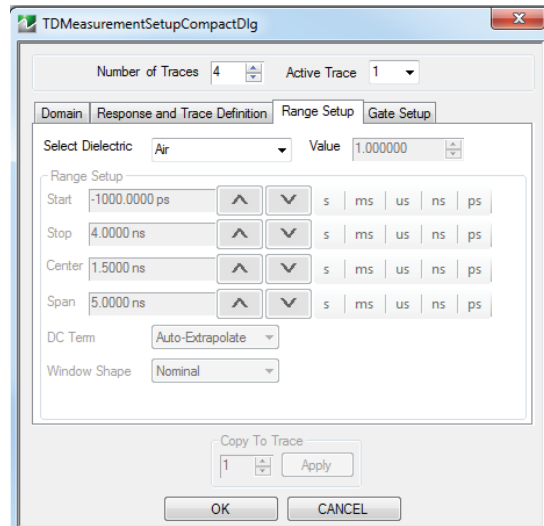 TDMeasurementSetupCompactDlg
Number of Traces 4 Active Trace 1
Domain Response and Trace Definition Range Setup Gate Setup
Select Dielectric Air Value 1.000000
Range Setup
Start -1000.0000 ps s ms us ns ps
Stop 4.0000 ns s ms us ns ps
Center 1.5000 ns s ms us ns ps
Span 5.0000 ns s ms us ns ps
DC Term Auto-Extrapolate
Window Shape Nominal
Copy To Trace
1 Apply
OK CANCEL